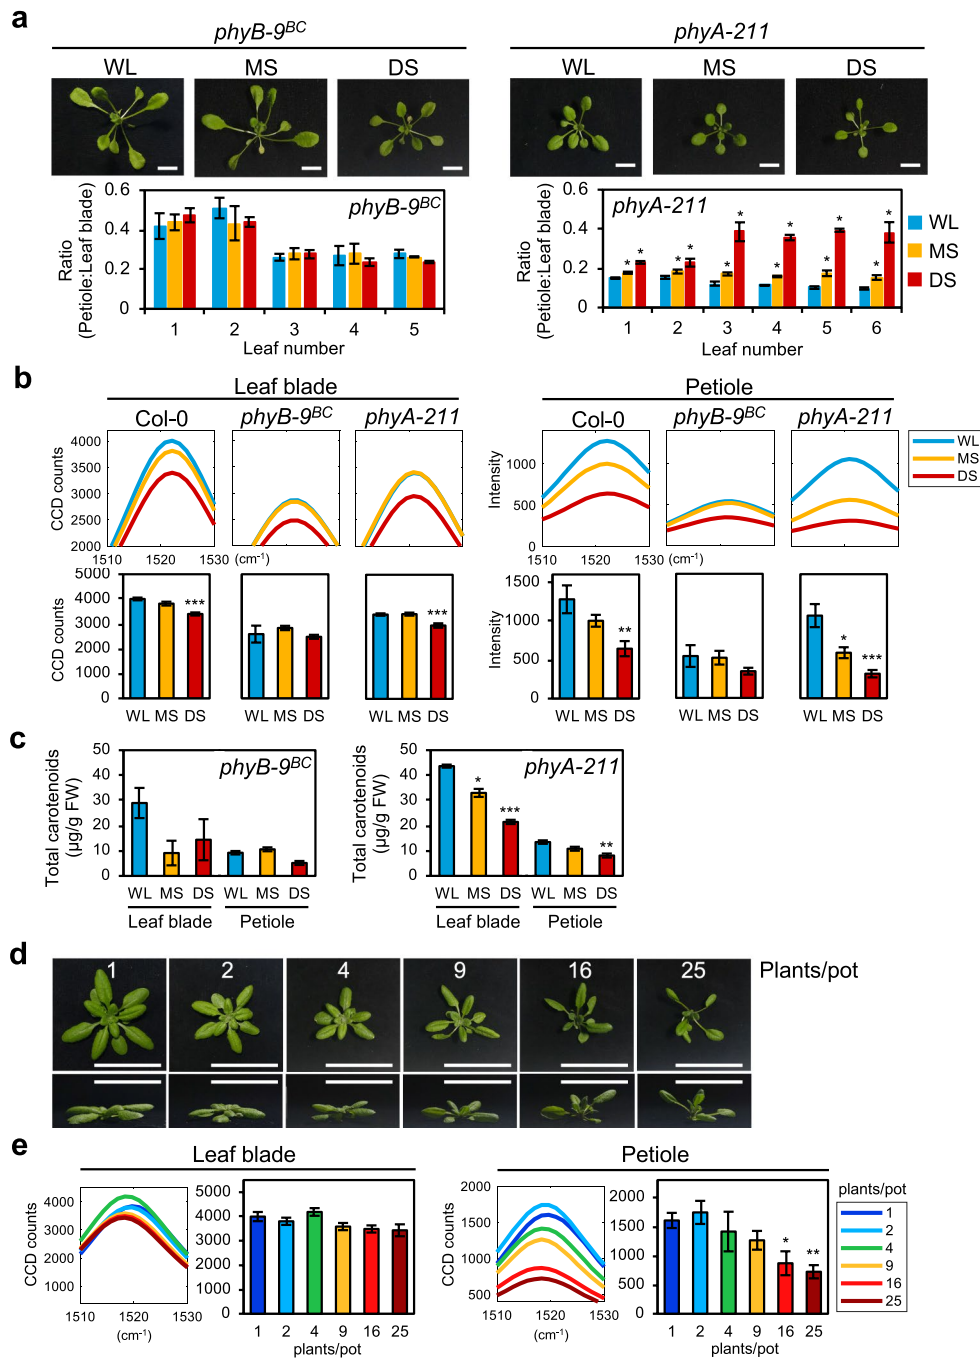 a
phyB-9BC
phyA-211
WL MS DS
WL MS DS
Ratio
(Petiole:Leaf blade)
0.6
0.4
0.2
0
phyB-9BC
1 2 3 4 5
Leaf number
Ratio
(Petiole:Leaf blade)
0.6
0.4
0.2
0
phyA-211
* * * * * * * * * * * *
1 2 3 4 5 6
Leaf number
WL
MS
DS
b
Leaf blade
Petiole
Col-0 phyB-9BC phyA-211
Col-0 phyB-9BC phyA-211
CCD counts
4000
3500
3000
2500
2000
1510 1520 1530 (cm-1)
Intensity
1000
500
0
1510 1520 1530 (cm-1)
WL
MS
DS
CCD counts
5000
4000
3000
2000
1000
0
*** ***
WL MS DS WL MS DS WL MS DS
Intensity
1500
1000
500
0
** * ***
WL MS DS WL MS DS WL MS DS
c
Total carotenoids
(µg/g FW)
50
40
30
20
10
0
phyB-9BC
WL MS DS WL MS DS
Leaf blade Petiole
Total carotenoids
(µg/g FW)
50
40
30
20
10
0
phyA-211
* *** **
WL MS DS WL MS DS
Leaf blade Petiole
d
1 2 4 9 16 25 Plants/pot
e
Leaf blade
Petiole
CCD counts
4000
3000
2000
1000
1510 1520 1530
(cm-1)
5000
4000
3000
2000
1000
0
1 2 4 9 16 25
plants/pot
CCD counts
2000
1500
1000
500
1510 1520 1530
(cm-1)
2000
1500
1000
500
0
* **
1 2 4 9 16 25
plants/pot
plants/pot
1
2
4
9
16
25